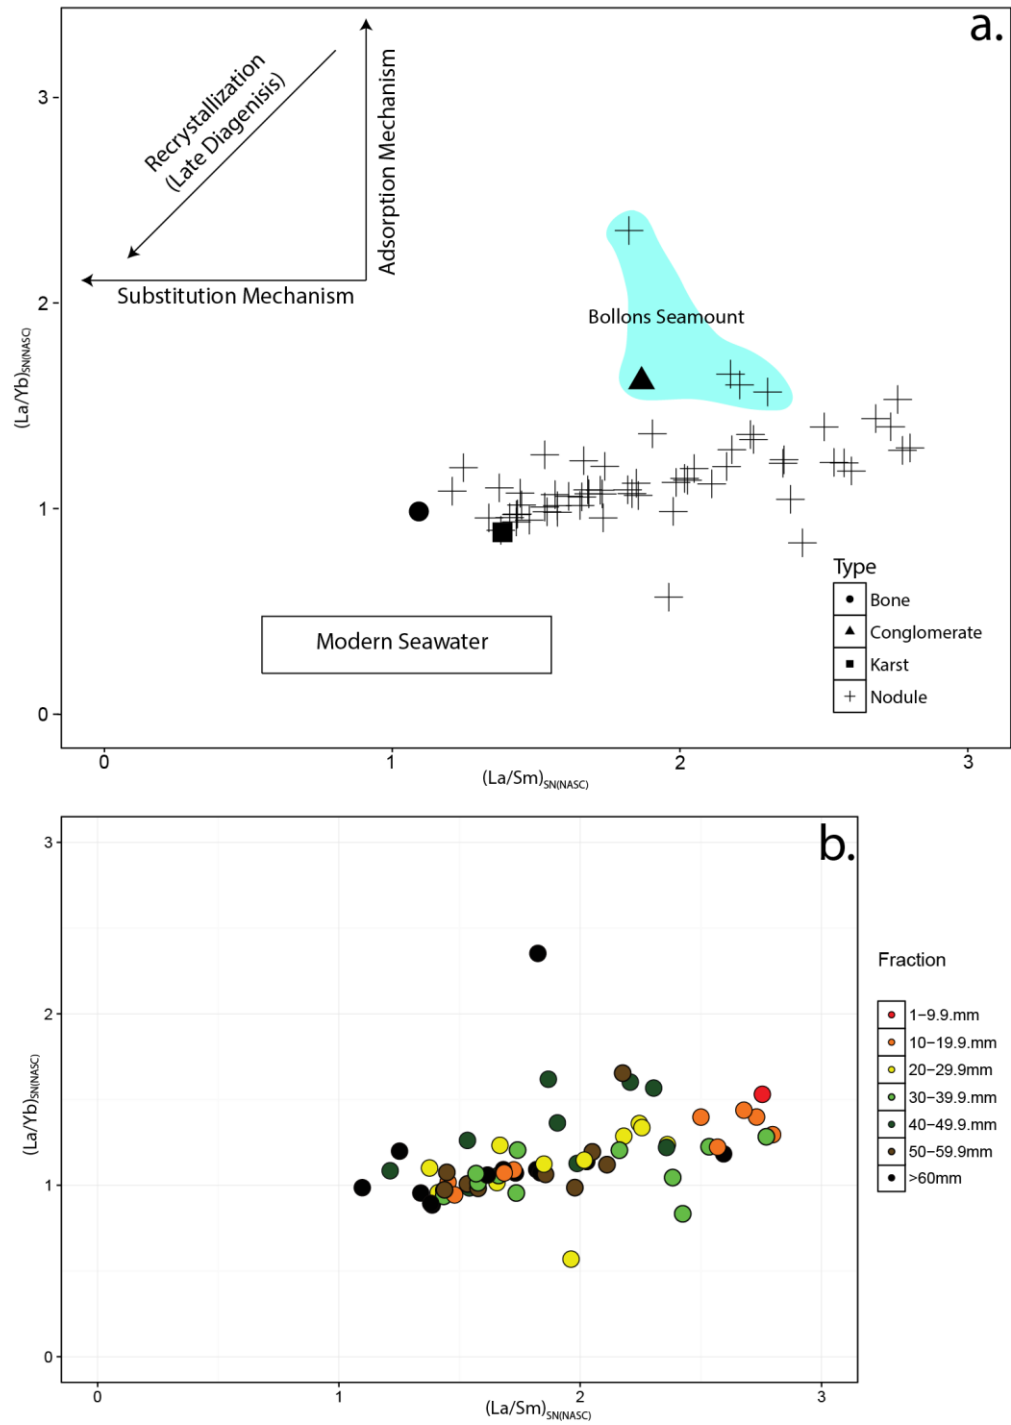 a.
3
Recrystallization
(Late Diagenisis)
Adsorption Mechanism
Substitution Mechanism
2
Bollons Seamount
(La/Yb)SN(NASC)
1
Modern Seawater
Type
Bone
Conglomerate
Karst
Nodule
0
0
1
2
3
(La/Sm)SN(NASC)
b.
3
2
(La/Yb)SN(NASC)
1
0
0
1
2
3
(La/Sm)SN(NASC)
Fraction
1−9.9.mm
10−19.9.mm
20−29.9mm
30−39.9.mm
40−49.9.mm
50−59.9mm
>60mm